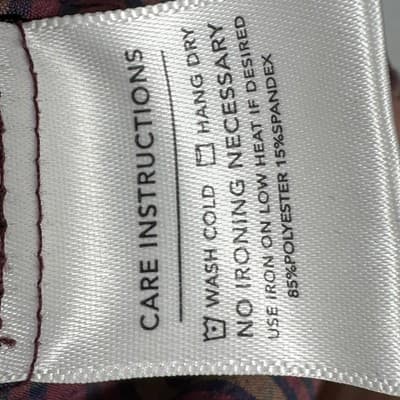 CARE INSTRUCTIONS
WASH COLD HANG DRY
NO IRONING NECESSARY
USE IRON ON LOW HEAT IF DESIRED
85%POLYESTER 15%SPANDEX